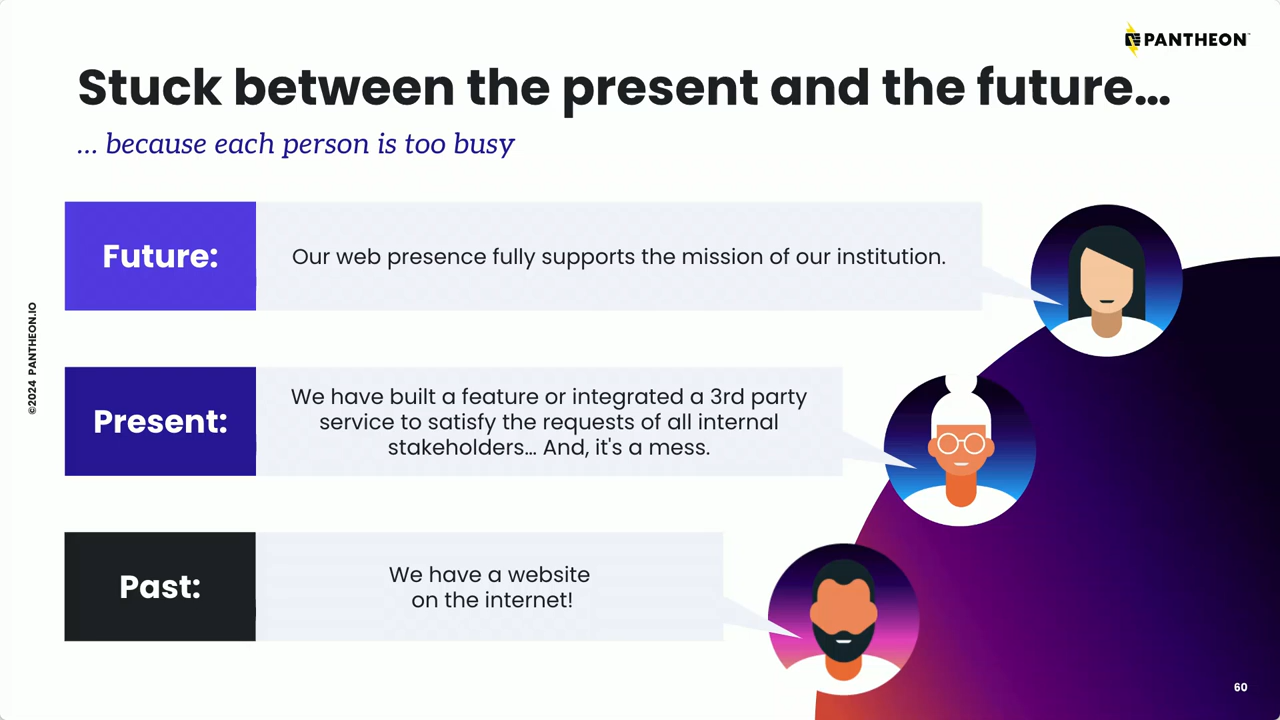 PANTHEON
Stuck between the present and the future...
... because each person is too busy
Future:
Our web presence fully supports the mission of our institution.
Present:
We have built a feature or integrated a 3rd party
service to satisfy the requests of all internal
stakeholders... And, it's a mess.
Past:
We have a website
on the internet!
©2024 PANTHEON.IO
60